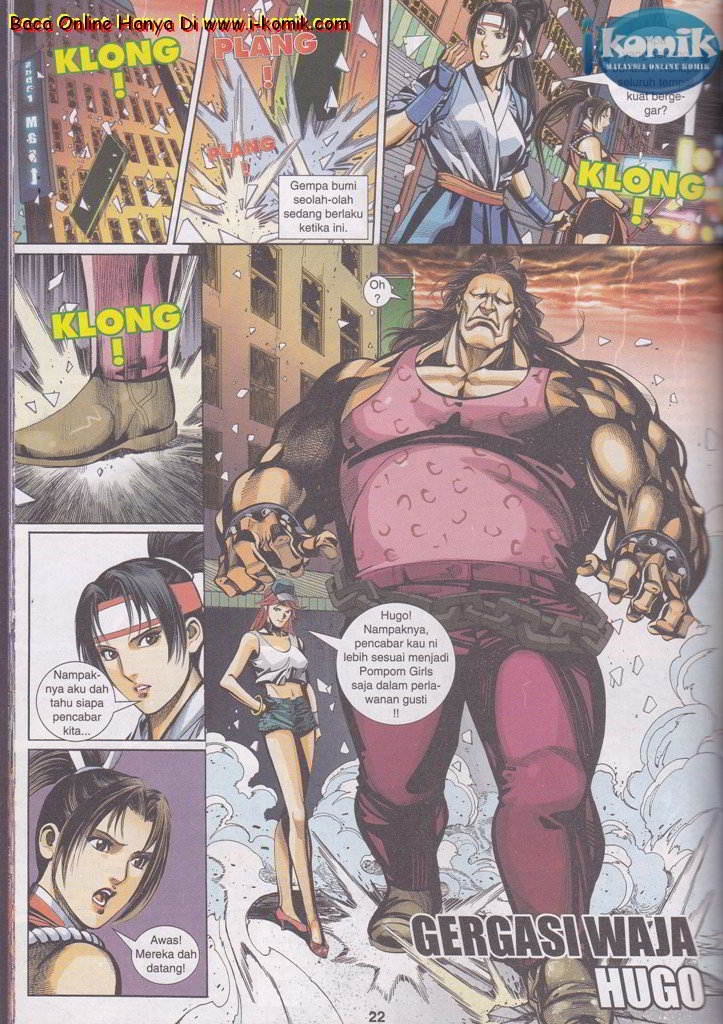 Baca Online Hanya Di www.i-komik.com
ikomik
MALAYSIA ONLINE KOMIK
KLONG
!
PLANG
!
PLANG
!
Gempa bumi
seolah-olah
sedang berlaku
ketika ini.
seluruh
kuat berge-
gar?
KLONG
!
KLONG
!
Oh
?
Hugo!
Nampaknya,
pencabar kau ni
lebih sesuai menjadi
Pompom Girls
saja dalam perla-
wanan gusti
!!
Nampak-
nya aku dah
tahu siapa
pencabar
kita...
Awas!
Mereka dah
datang!
GERGASI WAJA
HUGO
22